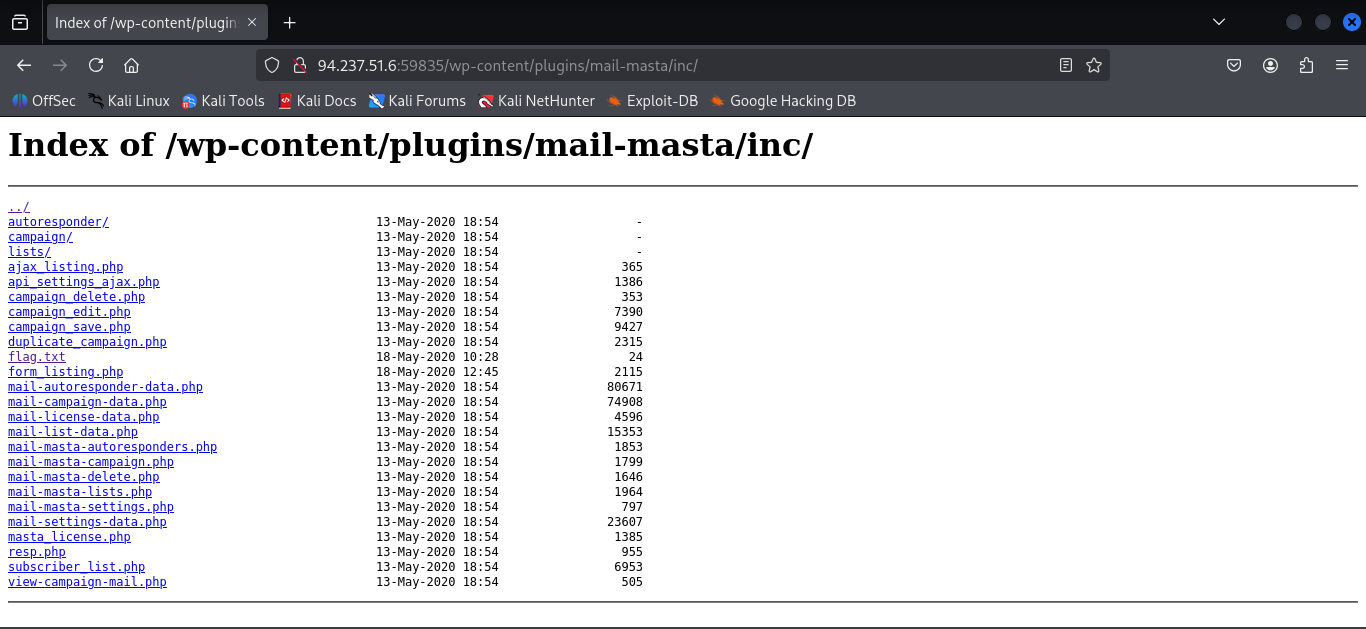 Index of /wp-content/plugin
94.237.51.6:59835/wp-content/plugins/mail-masta/inc/
OffSec Kali Linux Kali Tools Kali Docs Kali Forums Kali NetHunter Exploit-DB Google Hacking DB
Index of /wp-content/plugins/mail-masta/inc/
../
autoresponder/ 13-May-2020 18:54 -
campaign/ 13-May-2020 18:54 -
lists/ 13-May-2020 18:54 -
ajax_listing.php 13-May-2020 18:54 365
api_settings_ajax.php 13-May-2020 18:54 1386
campaign_delete.php 13-May-2020 18:54 353
campaign_edit.php 13-May-2020 18:54 7390
campaign_save.php 13-May-2020 18:54 9427
duplicate_campaign.php 13-May-2020 18:54 2315
flag.txt 18-May-2020 10:28 24
form_listing.php 18-May-2020 12:45 2115
mail-autoresponder-data.php 13-May-2020 18:54 80671
mail-campaign-data.php 13-May-2020 18:54 74908
mail-license-data.php 13-May-2020 18:54 4596
mail-list-data.php 13-May-2020 18:54 15353
mail-masta-autoresponders.php 13-May-2020 18:54 1853
mail-masta-campaign.php 13-May-2020 18:54 1799
mail-masta-delete.php 13-May-2020 18:54 1646
mail-masta-lists.php 13-May-2020 18:54 1964
mail-masta-settings.php 13-May-2020 18:54 797
mail-settings-data.php 13-May-2020 18:54 23607
masta_license.php 13-May-2020 18:54 1385
resp.php 13-May-2020 18:54 955
subscriber_list.php 13-May-2020 18:54 6953
view-campaign-mail.php 13-May-2020 18:54 505